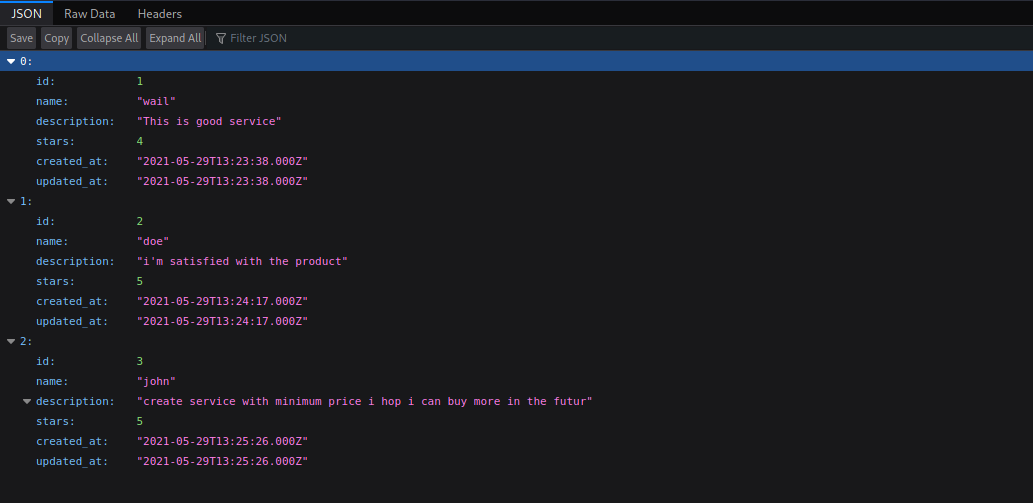 JSON Raw Data Headers
Save Copy Collapse All Expand All Filter JSON
0:
id: 1
name: "wail"
description: "This is good service"
stars: 4
created_at: "2021-05-29T13:23:38.000Z"
updated_at: "2021-05-29T13:23:38.000Z"
1:
id: 2
name: "doe"
description: "i'm satisfied with the product"
stars: 5
created_at: "2021-05-29T13:24:17.000Z"
updated_at: "2021-05-29T13:24:17.000Z"
2:
id: 3
name: "john"
description: "create service with minimum price i hop i can buy more in the futur"
stars: 5
created_at: "2021-05-29T13:25:26.000Z"
updated_at: "2021-05-29T13:25:26.000Z"